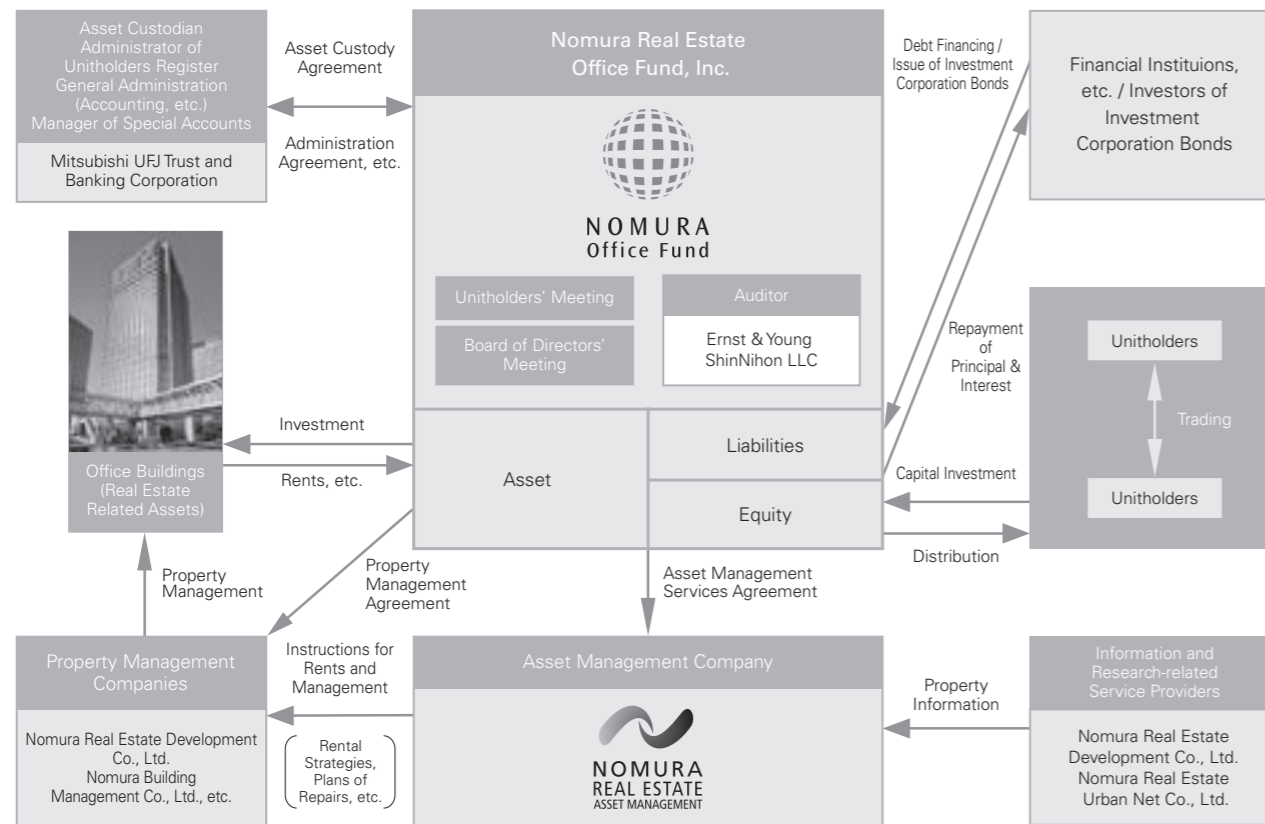 Asset Custodian
Administrator of
Unitholders Register
General Administration
(Accounting, etc.)
Manager of Special Accounts
Mitsubishi UFJ Trust and
Banking Corporation
Asset Custody
Agreement
Administration
Agreement, etc.
Nomura Real Estate
Office Fund, Inc.
NOMURA
Office Fund
Unitholders' Meeting
Board of Directors'
Meeting
Auditor
Ernst & Young
ShinNihon LLC
Debt Financing /
Issue of Investment
Corporation Bonds
Financial Instituions,
etc. / Investors of
Investment
Corporation Bonds
Repayment
of
Principal &
Interest
Unitholders
Trading
Unitholders
Investment
Rents, etc.
Office Buildings
(Real Estate
Related Assets)
Asset
Liabilities
Equity
Capital Investment
Distribution
Property
Management
Property
Management
Agreement
Asset Management
Services Agreement
Property Management
Companies
Nomura Real Estate Development
Co., Ltd.
Nomura Building
Management Co., Ltd., etc.
Instructions for
Rents and
Management
Rental
Strategies,
Plans of
Repairs, etc.
Asset Management Company
NOMURA
REAL ESTATE
ASSET MANAGEMENT
Property
Information
Information and
Research-related
Service Providers
Nomura Real Estate
Development Co., Ltd.
Nomura Real Estate
Urban Net Co., Ltd.